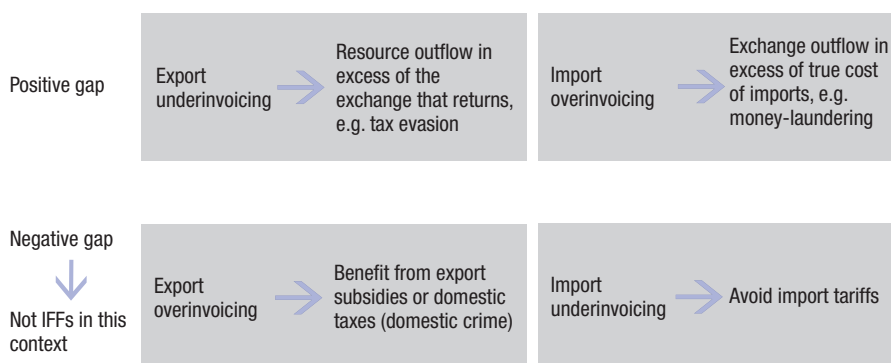 Positive gap
Export
underinvoicing
Resource outflow in
excess of the
exchange that returns,
e.g. tax evasion
Import
overinvoicing
Exchange outflow in
excess of true cost
of imports, e.g.
money-laundering
Negative gap
Not IFFs in this
context
Export
overinvoicing
Benefit from export
subsidies or domestic
taxes (domestic crime)
Import
underinvoicing
Avoid import tariffs